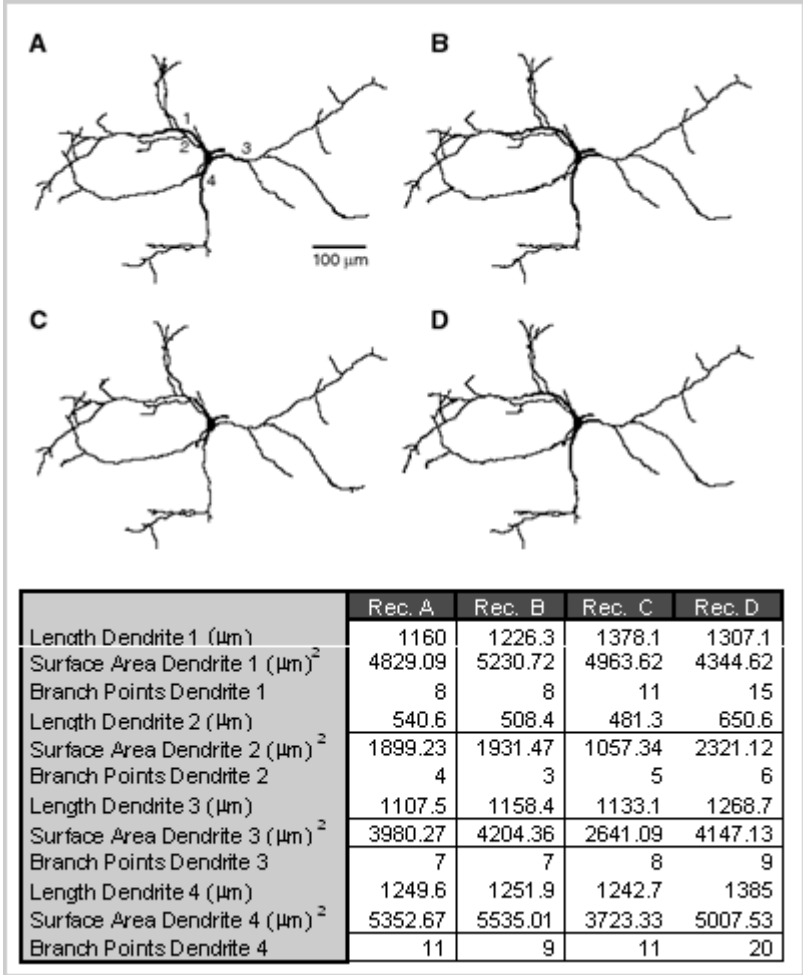 A
B
1
2
3
4
100 µm
C
D
Rec. A Rec. B Rec. C Rec. D
Length Dendrite 1 (µm) 1160 1226.3 1378.1 1307.1
Surface Area Dendrite 1 (µm)² 4829.09 5230.72 4963.62 4344.62
Branch Points Dendrite 1 8 8 11 15
Length Dendrite 2 (µm) 540.6 508.4 481.3 650.6
Surface Area Dendrite 2 (µm)² 1899.23 1931.47 1057.34 2321.12
Branch Points Dendrite 2 4 3 5 6
Length Dendrite 3 (µm) 1107.5 1158.4 1133.1 1268.7
Surface Area Dendrite 3 (µm)² 3980.27 4204.36 2641.09 4147.13
Branch Points Dendrite 3 7 7 8 9
Length Dendrite 4 (µm) 1249.6 1251.9 1242.7 1385
Surface Area Dendrite 4 (µm)² 5352.67 5535.01 3723.33 5007.53
Branch Points Dendrite 4 11 9 11 20